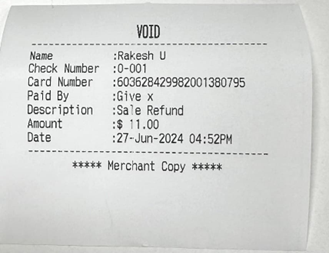 VOID
Name :Rakesh U
Check Number :0-001
Card Number :603628429982001380795
Paid By :Give x
Description :Sale Refund
Amount :$ 11.00
Date :27-Jun-2024 04:52PM
***** Merchant Copy *****